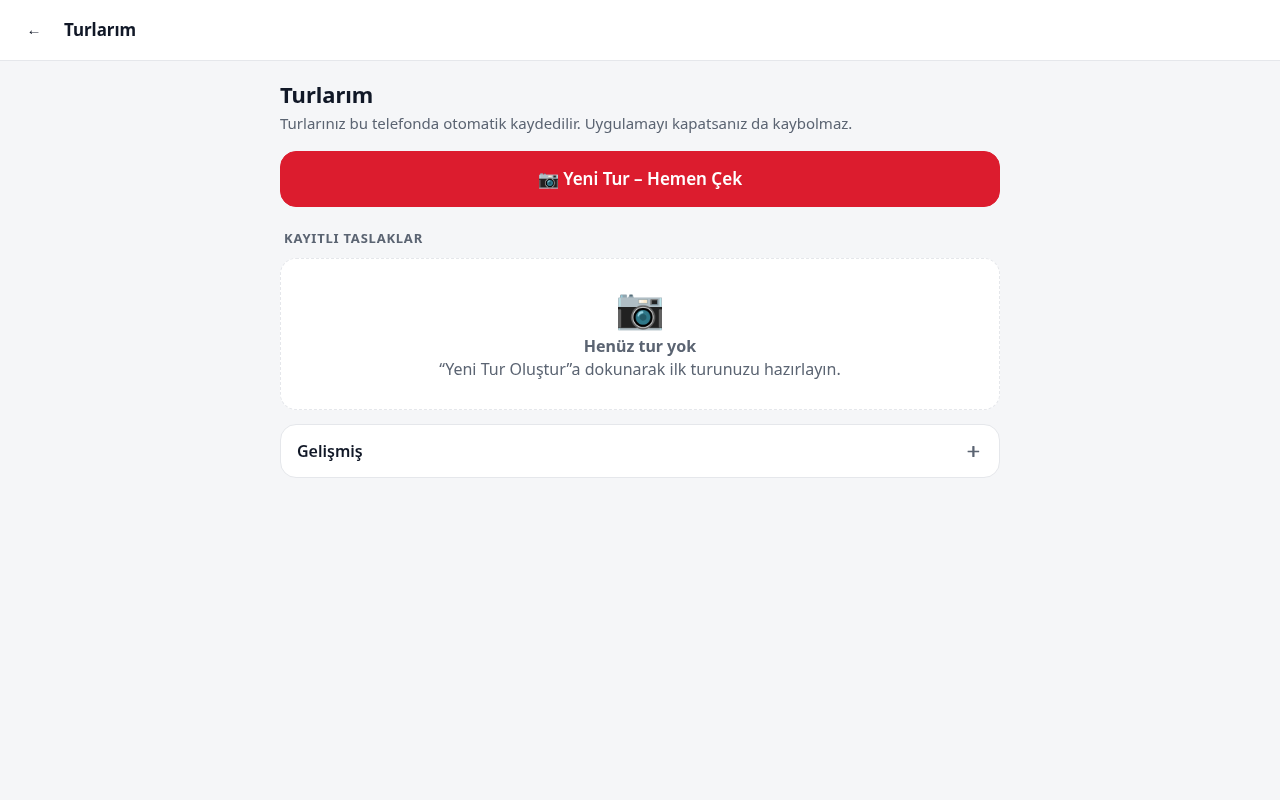 ← Turlarım
Turlarım
Turlarınız bu telefonda otomatik kaydedilir. Uygulamayı kapatsanız da kaybolmaz.
📷 Yeni Tur – Hemen Çek
KAYITLI TASLAKLAR
Henüz tur yok
“Yeni Tur Oluştur”a dokunarak ilk turunuzu hazırlayın.
Gelişmiş +